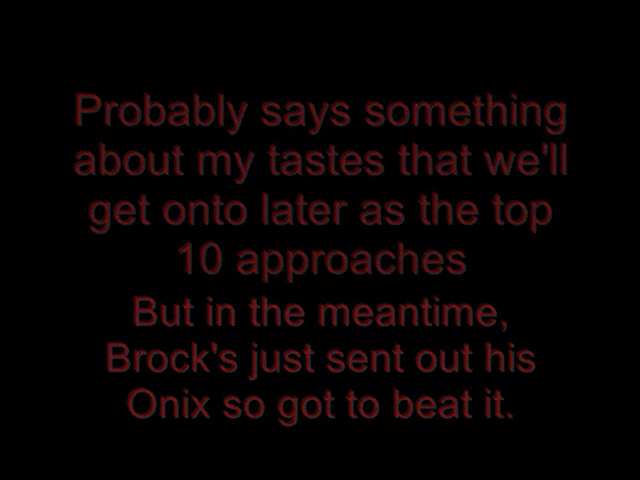 Probably says something
about my tastes that we'll
get onto later as the top
10 approaches
But in the meantime,
Brock's just sent out his
Onix so got to beat it.